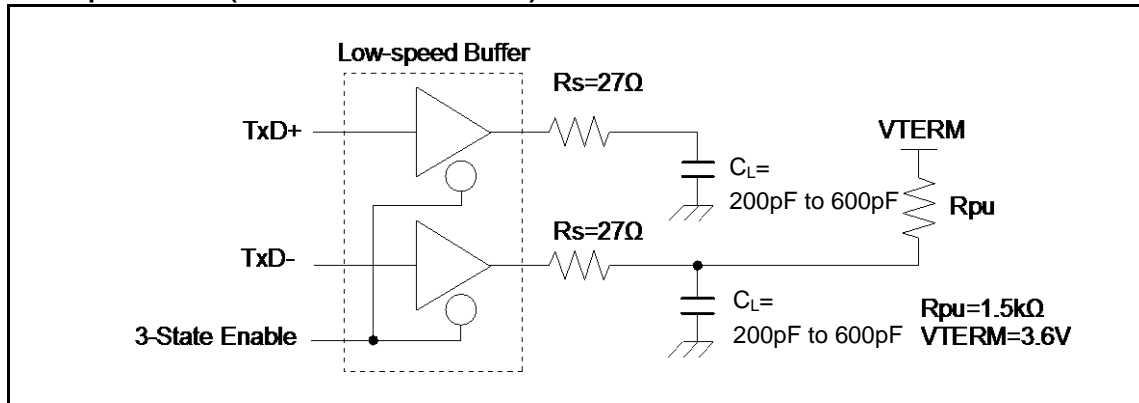 Low-speed Buffer
Rs=27Ω
TxD+
VTERM
CL=
200pF to 600pF
Rpu
Rs=27Ω
TxD-
CL=
200pF to 600pF
Rpu=1.5kΩ
VTERM=3.6V
3-State Enable